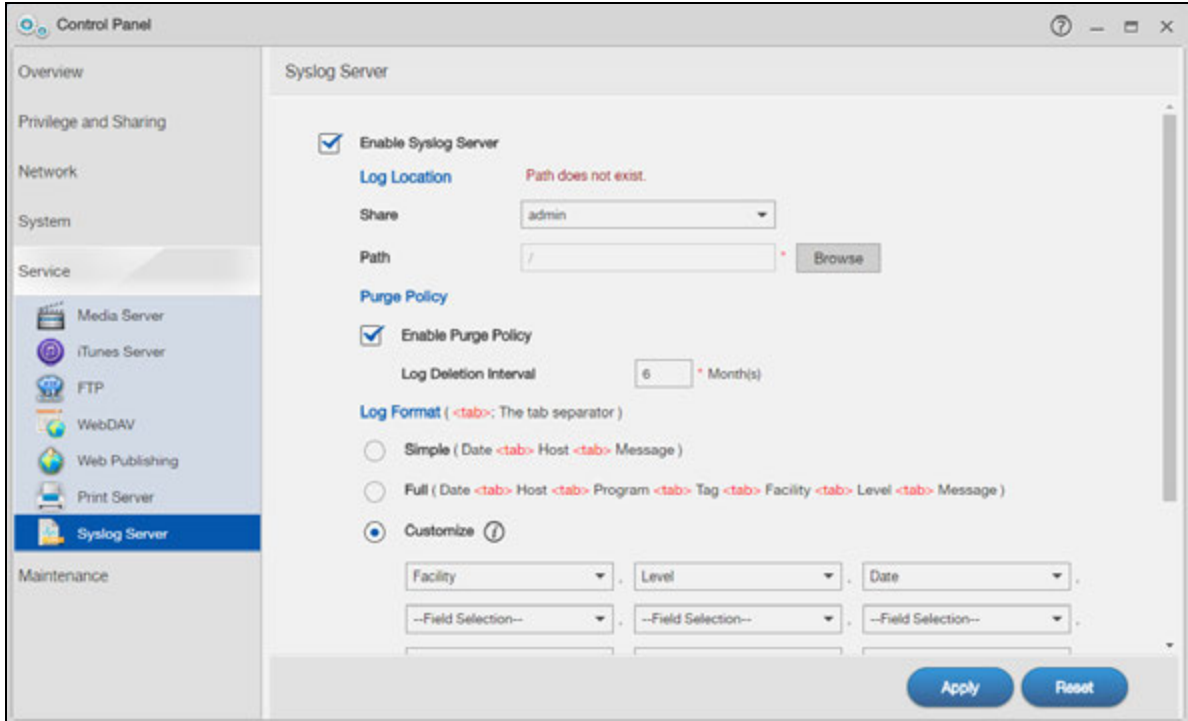 Control Panel
Overview
Privilege and Sharing
Network
System
Service
Media Server
iTunes Server
FTP
WebDAV
Web Publishing
Print Server
Syslog Server
Maintenance
Syslog Server
Enable Syslog Server
Log Location Path does not exist.
Share admin
Path / * Browse
Purge Policy
Enable Purge Policy
Log Deletion Interval 6 * Month(s)
Log Format ( <tab>: The tab separator )
Simple ( Date <tab> Host <tab> Message )
Full ( Date <tab> Host <tab> Program <tab> Tag <tab> Facility <tab> Level <tab> Message )
Customize i
Facility , Level , Date ,
--Field Selection-- , --Field Selection-- , --Field Selection-- ,
Apply Reset